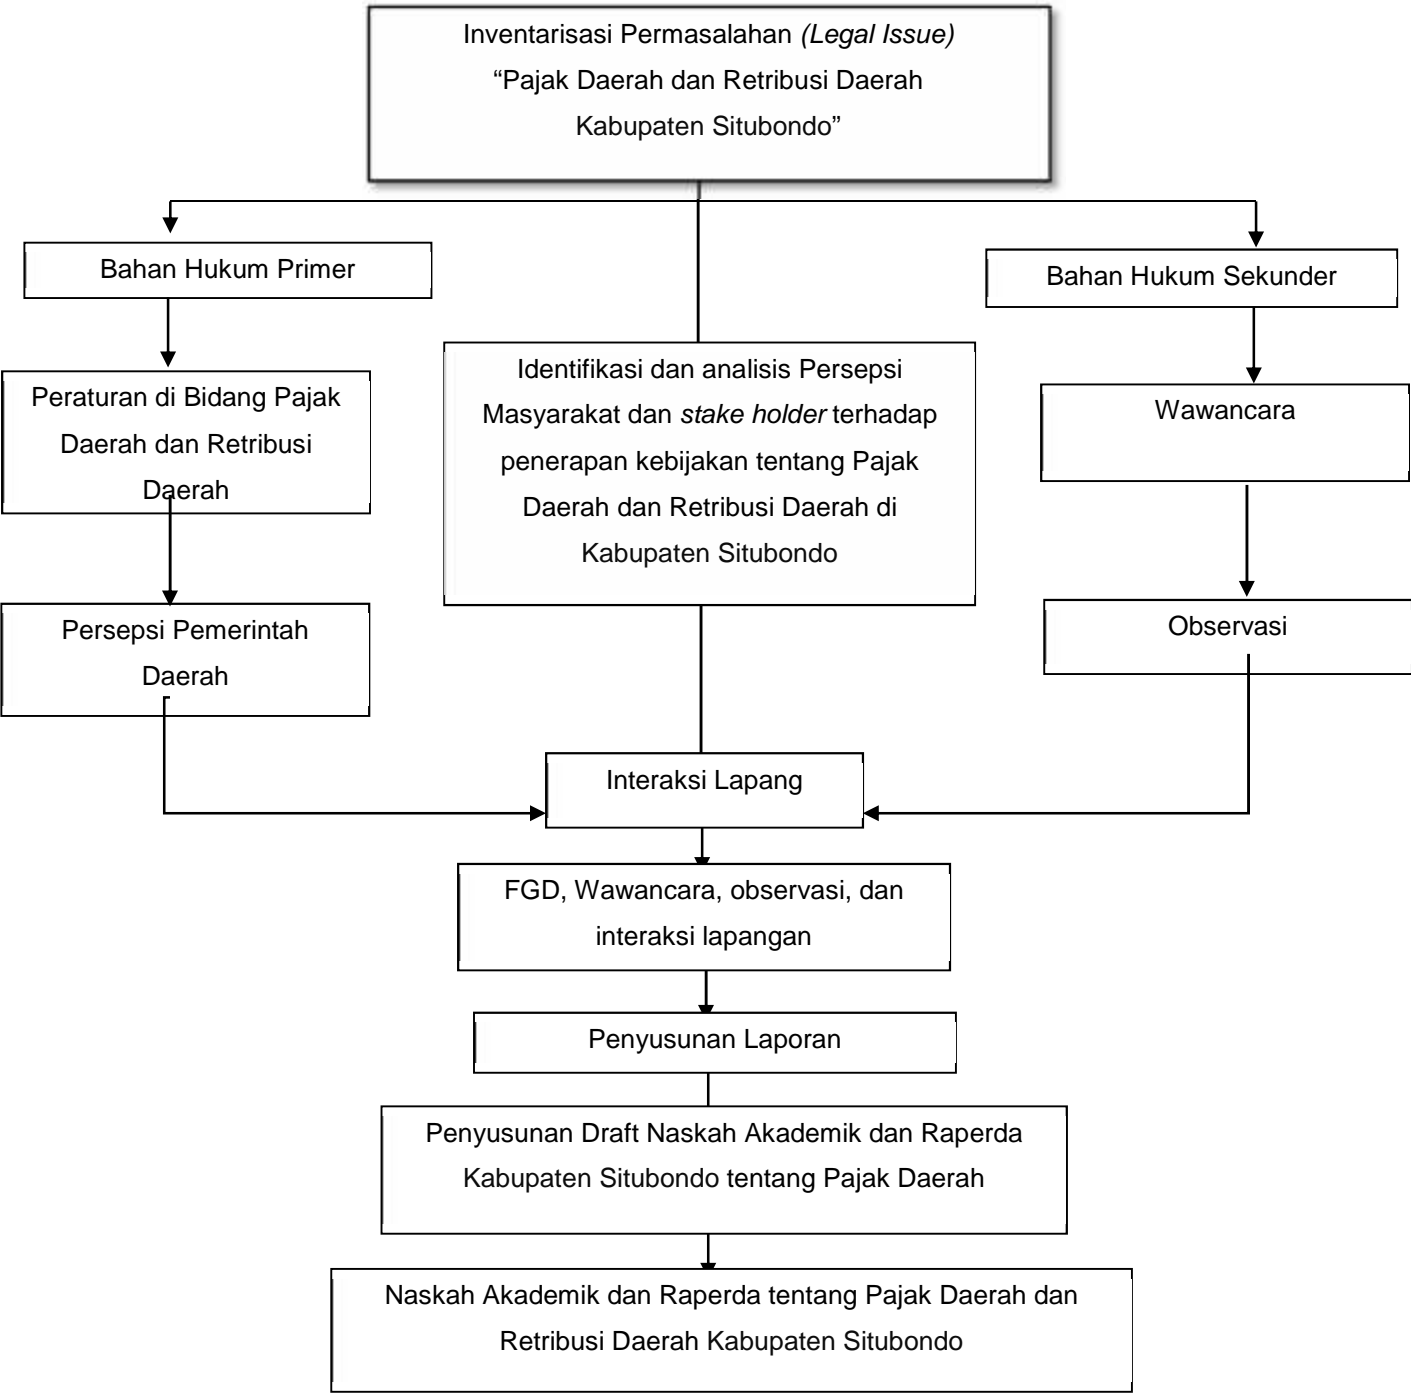 Inventarisasi Permasalahan (Legal Issue)
“Pajak Daerah dan Retribusi Daerah
Kabupaten Situbondo”
Bahan Hukum Primer
Bahan Hukum Sekunder
Peraturan di Bidang Pajak
Daerah dan Retribusi
Daerah
Identifikasi dan analisis Persepsi
Masyarakat dan stake holder terhadap
penerapan kebijakan tentang Pajak
Daerah dan Retribusi Daerah di
Kabupaten Situbondo
Wawancara
Persepsi Pemerintah
Daerah
Observasi
Interaksi Lapang
FGD, Wawancara, observasi, dan
interaksi lapangan
Penyusunan Laporan
Penyusunan Draft Naskah Akademik dan Raperda
Kabupaten Situbondo tentang Pajak Daerah
Naskah Akademik dan Raperda tentang Pajak Daerah dan
Retribusi Daerah Kabupaten Situbondo